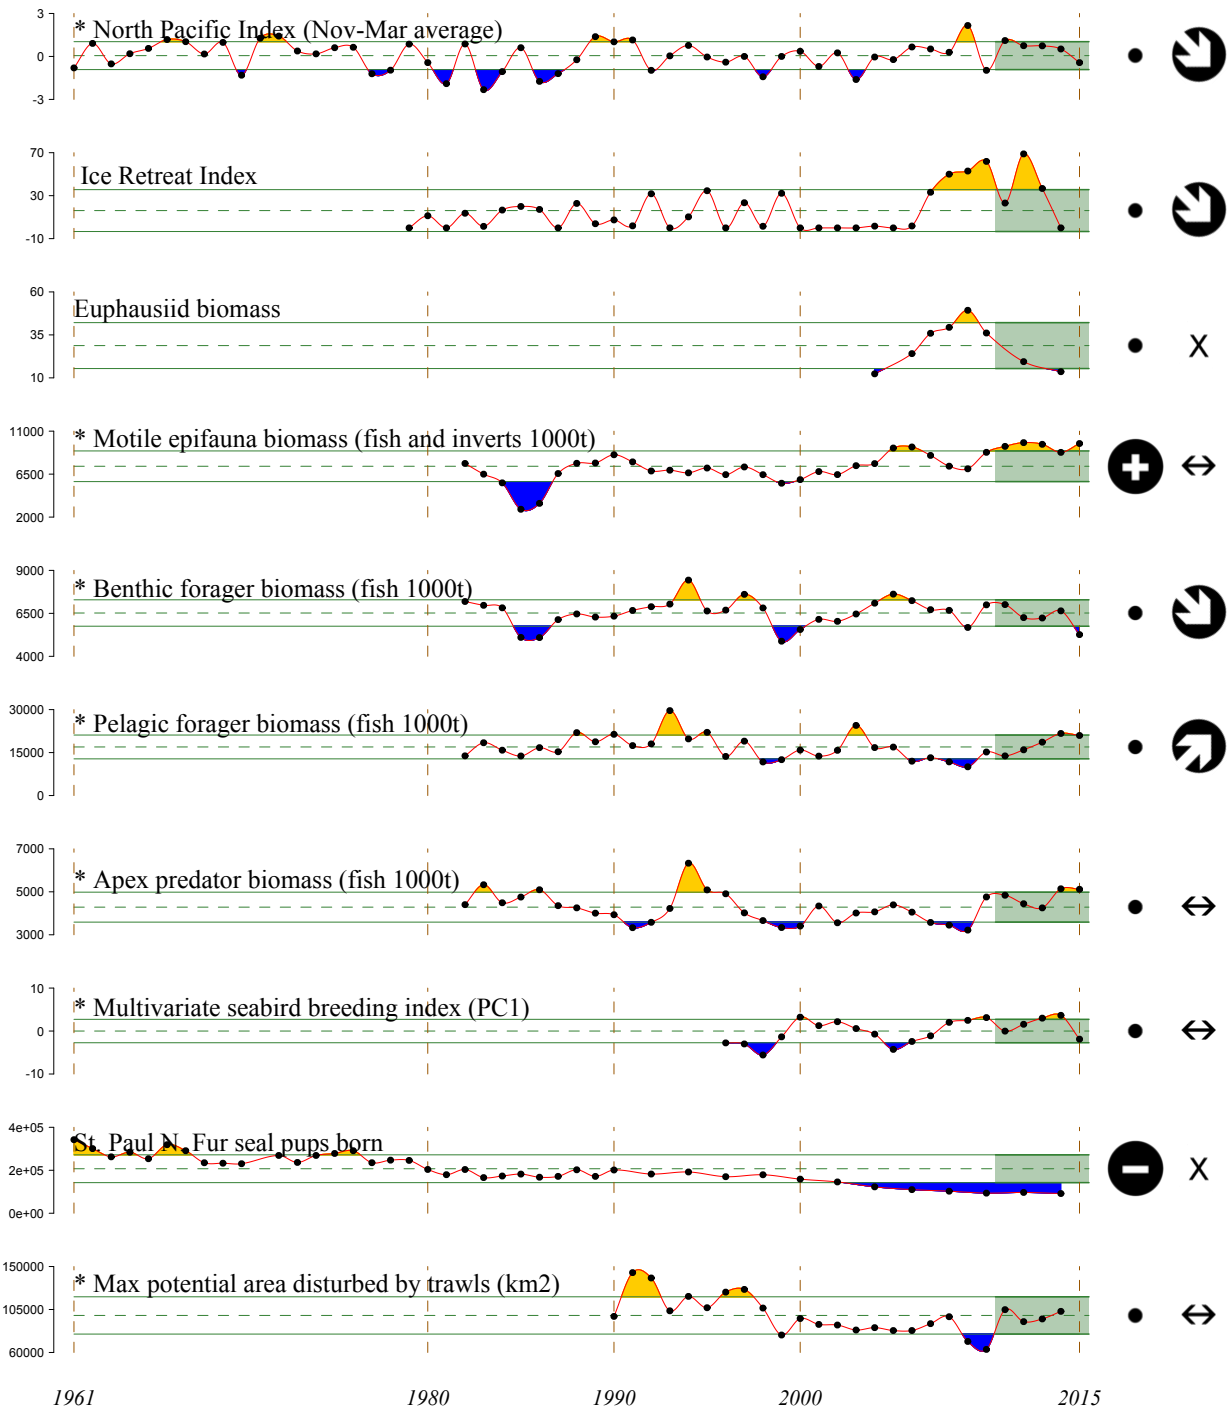 * North Pacific Index (Nov-Mar average)
3
0
-3
Ice Retreat Index
70
30
-10
Euphausiid biomass
60
35
10
X
* Motile epifauna biomass (fish and inverts 1000t)
11000
6500
2000
* Benthic forager biomass (fish 1000t)
9000
6500
4000
* Pelagic forager biomass (fish 1000t)
30000
15000
0
* Apex predator biomass (fish 1000t)
7000
5000
3000
* Multivariate seabird breeding index (PC1)
10
0
-10
St. Paul N. Fur seal pups born
4e+05
2e+05
0e+00
X
* Max potential area disturbed by trawls (km2)
150000
105000
60000
1961 1980 1990 2000 2015